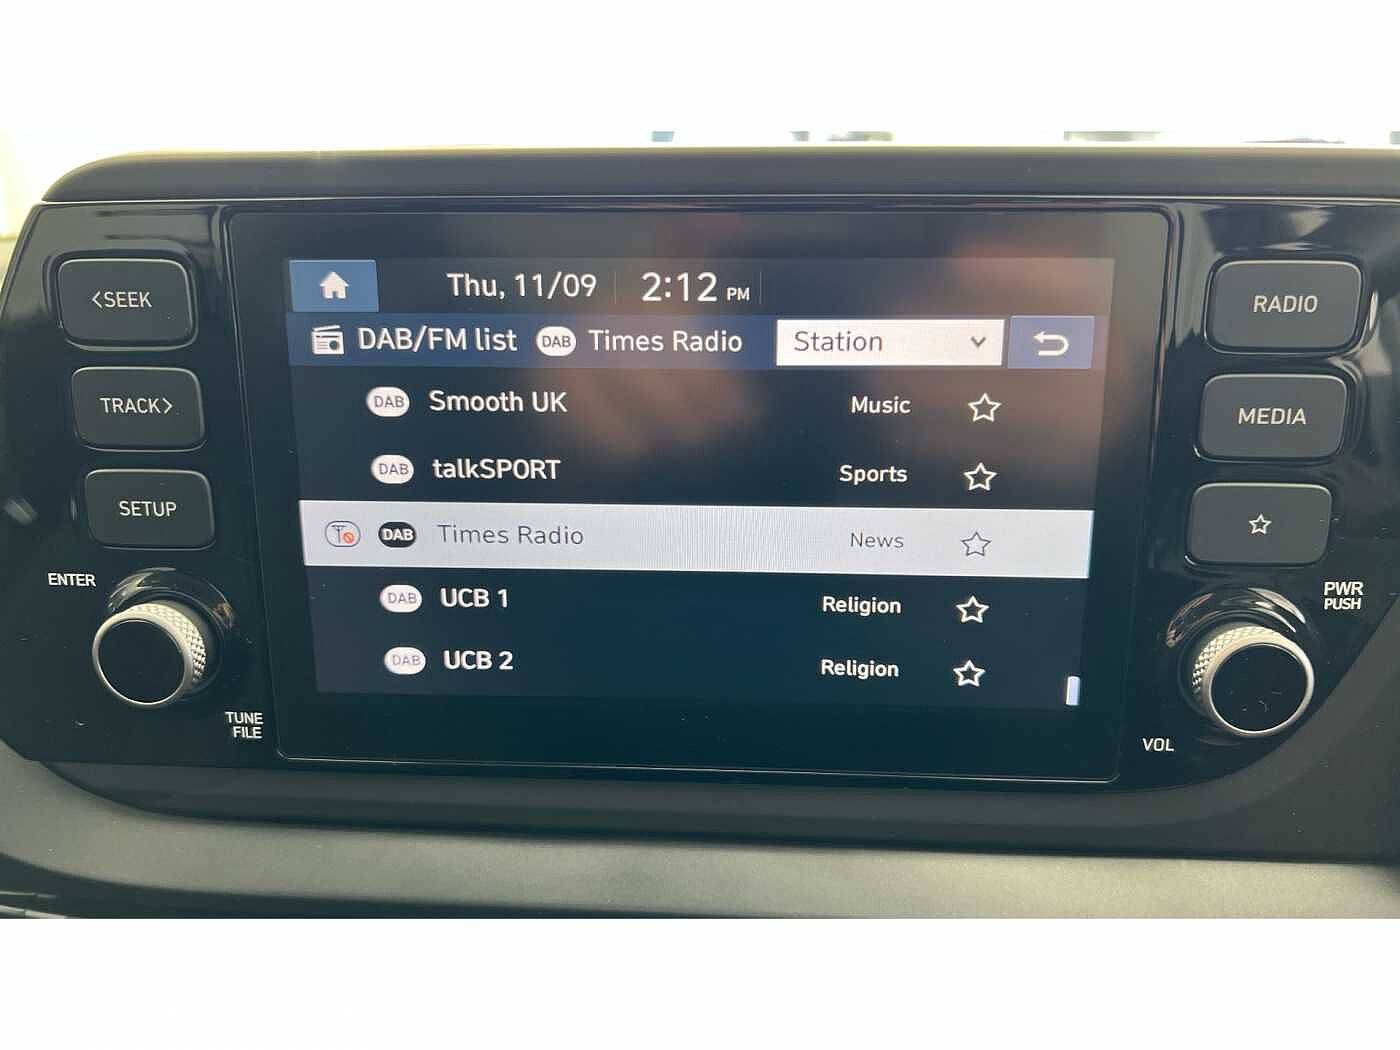 <SEEK
TRACK>
SETUP
ENTER
TUNE
FILE
Thu, 11/09 2:12 PM
DAB/FM list DAB Times Radio Station
DAB Smooth UK Music
DAB talkSPORT Sports
DAB Times Radio News
DAB UCB 1 Religion
DAB UCB 2 Religion
RADIO
MEDIA
PWR
PUSH
VOL